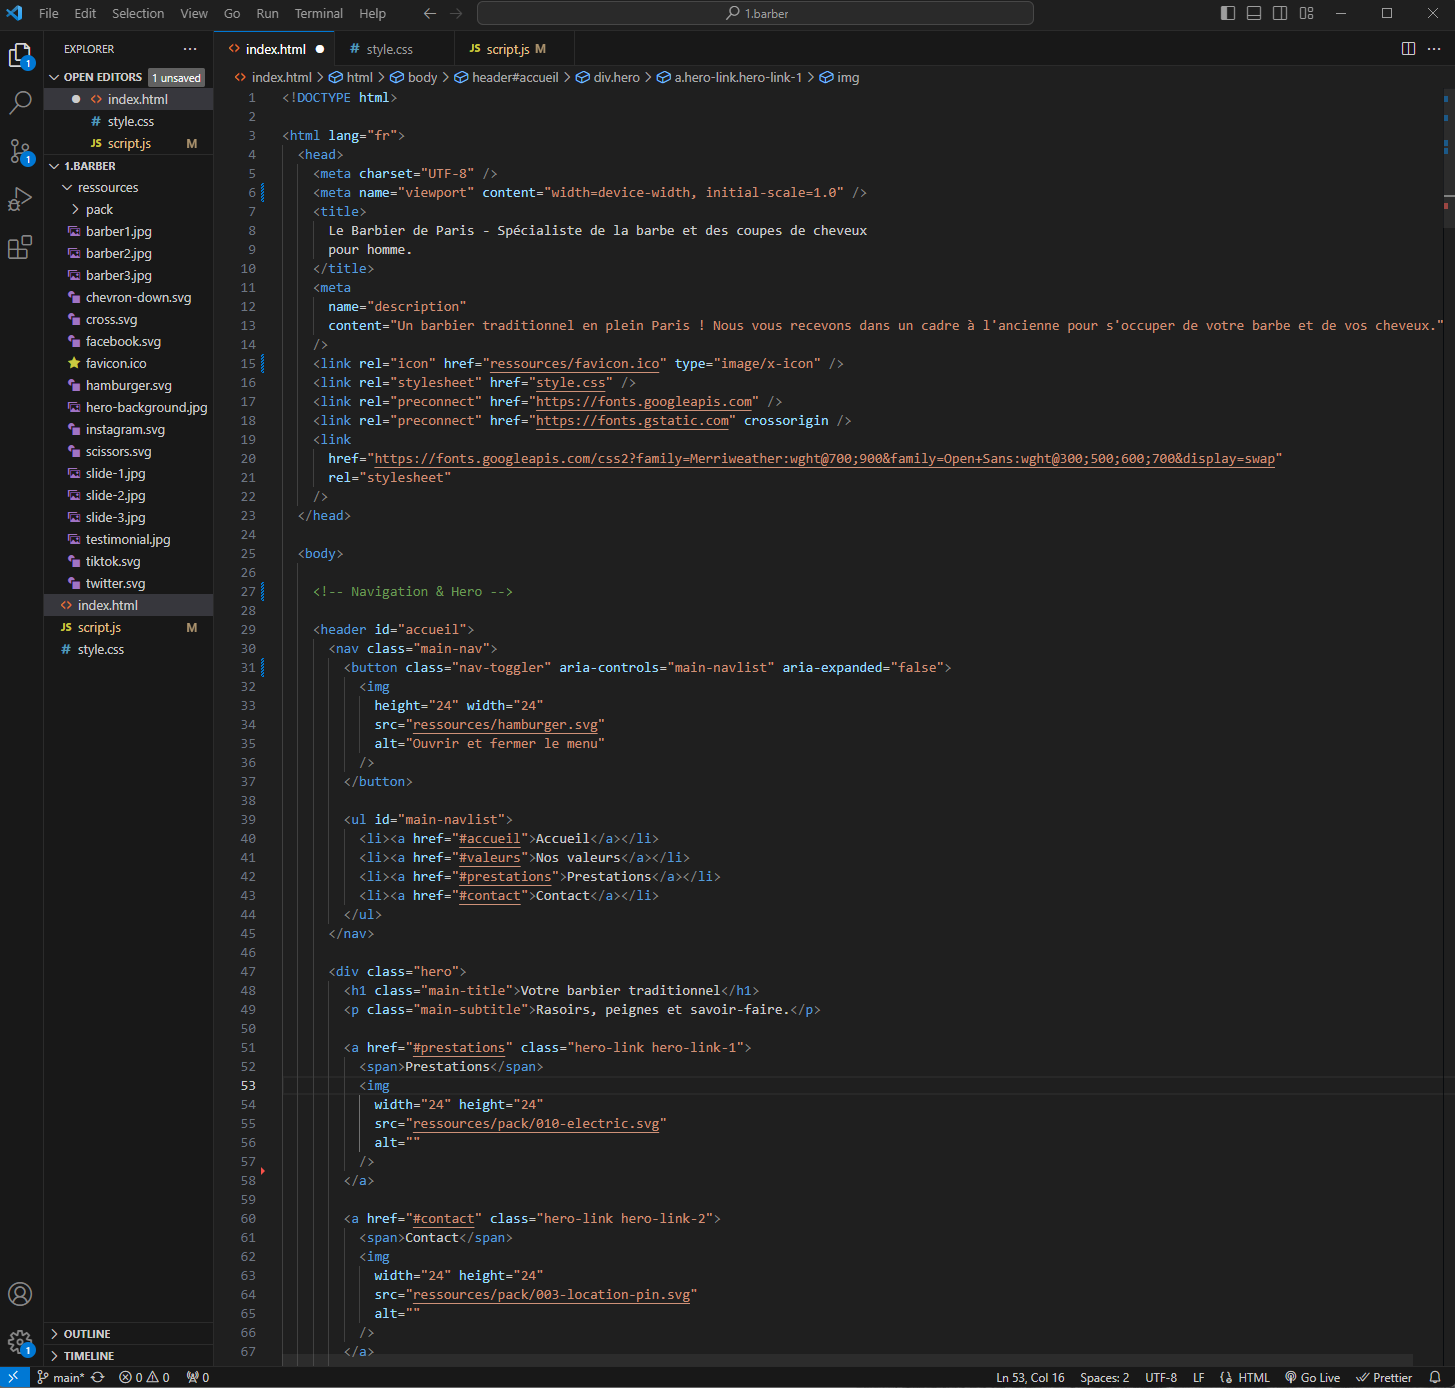 File Edit Selection View Go Run Terminal Help
1.barber
EXPLORER
OPEN EDITORS 1 unsaved
index.html
style.css
script.js M
1.BARBER
ressources
pack
barber1.jpg
barber2.jpg
barber3.jpg
chevron-down.svg
cross.svg
facebook.svg
favicon.ico
hamburger.svg
hero-background.jpg
instagram.svg
scissors.svg
slide-1.jpg
slide-2.jpg
slide-3.jpg
testimonial.jpg
tiktok.svg
twitter.svg
index.html
script.js M
style.css
OUTLINE
TIMELINE
index.html style.css script.js M
index.html > html > body > header#accueil > div.hero > a.hero-link.hero-link-1 > img
1 <!DOCTYPE html>
2
3 <html lang="fr">
4 <head>
5 <meta charset="UTF-8" />
6 <meta name="viewport" content="width=device-width, initial-scale=1.0" />
7 <title>
8 Le Barbier de Paris - Spécialiste de la barbe et des coupes de cheveux
9 pour homme.
10 </title>
11 <meta
12 name="description"
13 content="Un barbier traditionnel en plein Paris ! Nous vous recevons dans un cadre à l'ancienne pour s'occuper de votre barbe et de vos cheveux."
14 />
15 <link rel="icon" href="ressources/favicon.ico" type="image/x-icon" />
16 <link rel="stylesheet" href="style.css" />
17 <link rel="preconnect" href="https://fonts.googleapis.com" />
18 <link rel="preconnect" href="https://fonts.gstatic.com" crossorigin />
19 <link
20 href="https://fonts.googleapis.com/css2?family=Merriweather:wght@700;900&family=Open+Sans:wght@300;500;600;700&display=swap"
21 rel="stylesheet"
22 />
23 </head>
24
25 <body>
26
27 <!-- Navigation & Hero -->
28
29 <header id="accueil">
30 <nav class="main-nav">
31 <button class="nav-toggler" aria-controls="main-navlist" aria-expanded="false">
32 <img
33 height="24" width="24"
34 src="ressources/hamburger.svg"
35 alt="Ouvrir et fermer le menu"
36 />
37 </button>
38
39 <ul id="main-navlist">
40 <li><a href="#accueil">Accueil</a></li>
41 <li><a href="#valeurs">Nos valeurs</a></li>
42 <li><a href="#prestations">Prestations</a></li>
43 <li><a href="#contact">Contact</a></li>
44 </ul>
45 </nav>
46
47 <div class="hero">
48 <h1 class="main-title">Votre barbier traditionnel</h1>
49 <p class="main-subtitle">Rasoirs, peignes et savoir-faire.</p>
50
51 <a href="#prestations" class="hero-link hero-link-1">
52 <span>Prestations</span>
53 <img
54 width="24" height="24"
55 src="ressources/pack/010-electric.svg"
56 alt=""
57 />
58 </a>
59
60 <a href="#contact" class="hero-link hero-link-2">
61 <span>Contact</span>
62 <img
63 width="24" height="24"
64 src="ressources/pack/003-location-pin.svg"
65 alt=""
66 />
67 </a>
main* 0 0 0 Ln 53, Col 16 Spaces: 2 UTF-8 LF HTML Go Live Prettier